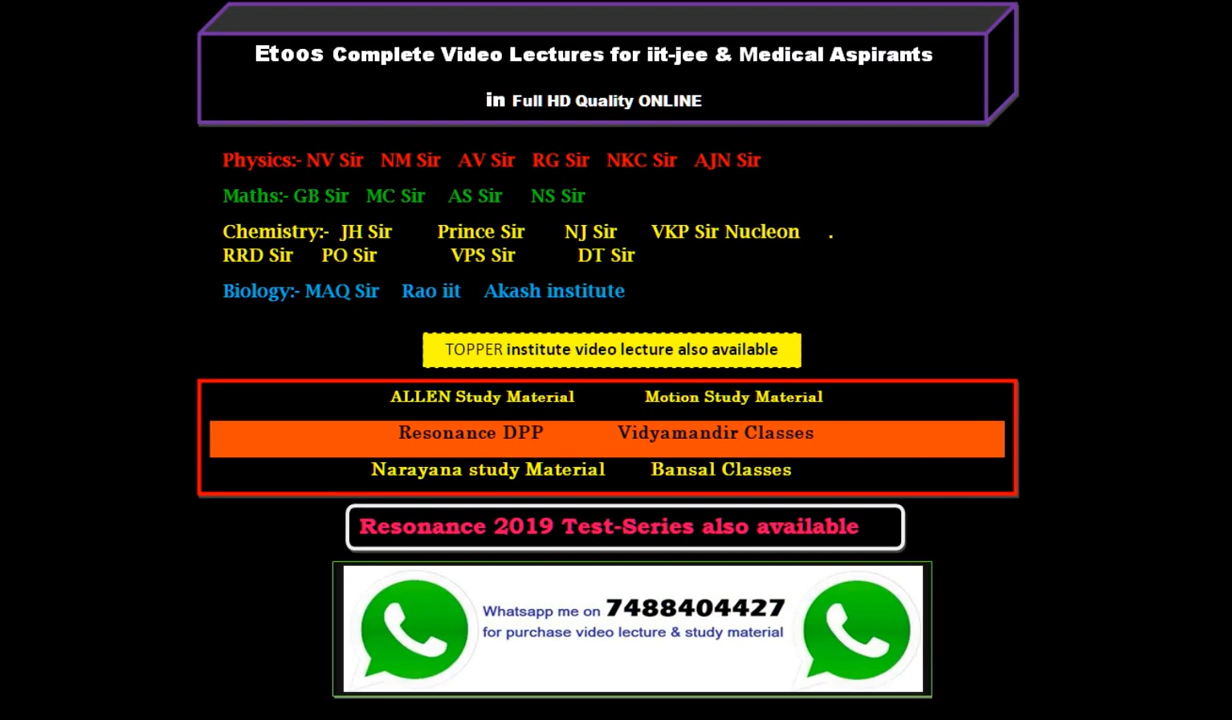 Etoos Complete Video Lectures for iit-jee & Medical Aspirants
in Full HD Quality ONLINE
Physics:- NV Sir NM Sir AV Sir RG Sir NKC Sir AJN Sir
Maths:- GB Sir MC Sir AS Sir NS Sir
Chemistry:- JH Sir Prince Sir NJ Sir VKP Sir Nucleon .
RRD Sir PO Sir VPS Sir DT Sir
Biology:- MAQ Sir Rao iit Akash institute
TOPPER institute video lecture also available
ALLEN Study Material Motion Study Material
Resonance DPP Vidyamandir Classes
Narayana study Material Bansal Classes
Resonance 2019 Test-Series also available
Whatsapp me on 7488404427
for purchase video lecture & study material